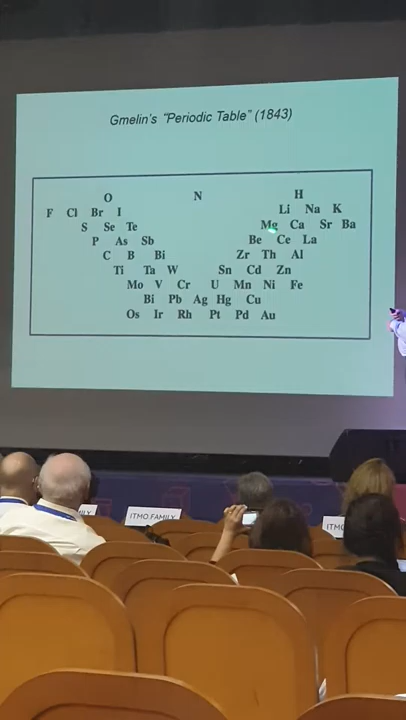 Gmelin's "Periodic Table" (1843)
O N H
F Cl Br I Li Na K
S Se Te Mg Ca Sr Ba
P As Sb Be Ce La
C B Bi Zr Th Al
Ti Ta W Sn Cd Zn
Mo V Cr U Mn Ni Fe
Bi Pb Ag Hg Cu
Os Ir Rh Pt Pd Au
ITMO FAMILY